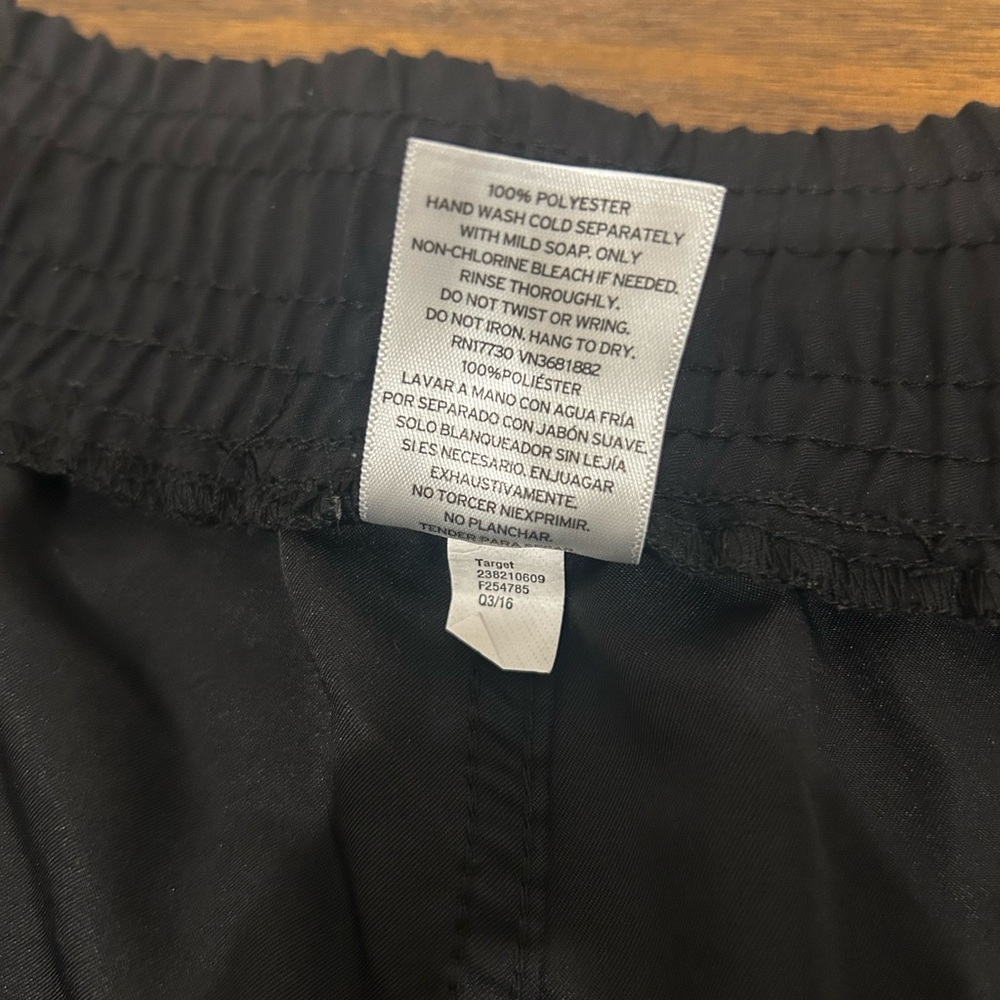 100% POLYESTER
HAND WASH COLD SEPARATELY
WITH MILD SOAP. ONLY
NON-CHLORINE BLEACH IF NEEDED.
RINSE THOROUGHLY.
DO NOT TWIST OR WRING.
DO NOT IRON. HANG TO DRY.
RN17730 VN3681882
100%POLIÉSTER
LAVAR A MANO CON AGUA FRÍA
POR SEPARADO CON JABÓN SUAVE.
SOLO BLANQUEADOR SIN LEJÍA
SI ES NECESARIO. ENJUAGAR
EXHAUSTIVAMENTE.
NO TORCER NIEXPRIMIR.
NO PLANCHAR.
TENDER PARA
Target
238210609
F254785
Q3/16